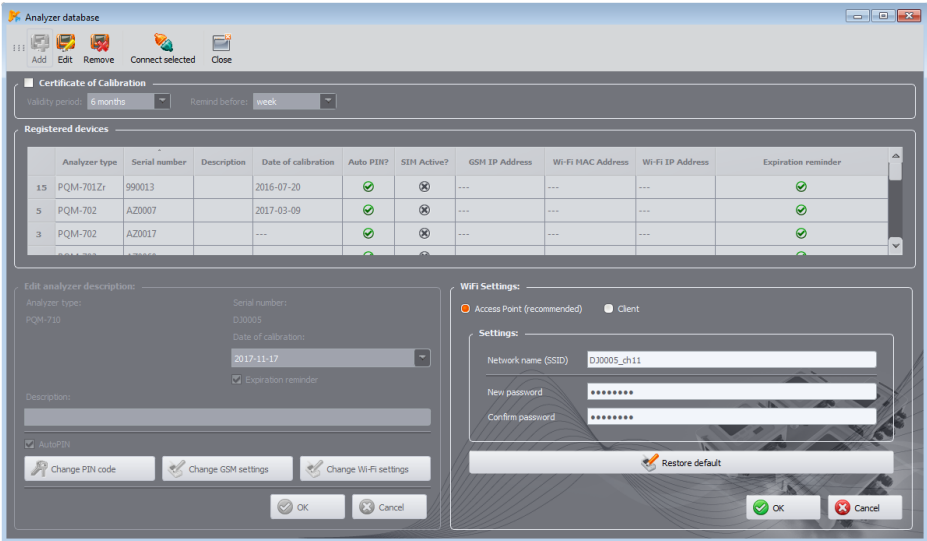 Analyzer database
Add Edit Remove Connect selected Close
Certificate of Calibration
Validity period: 6 months Remind before: week
Registered devices
Analyzer type Serial number Description Date of calibration Auto PIN? SIM Active? GSM IP Address Wi-Fi MAC Address Wi-Fi IP Address Expiration reminder
15 PQM-701Zr 990013 2016-07-20 --- --- ---
5 PQM-702 AZ0007 2017-03-09 --- --- ---
3 PQM-702 AZ0017 --- --- --- ---
Edit analyzer description:
Analyzer type: Serial number:
PQM-710 DJ0005
Date of calibration:
2017-11-17
Expiration reminder
Description:
AutoPIN
Change PIN code Change GSM settings Change Wi-Fi settings
OK Cancel
WiFi Settings:
Access Point (recommended) Client
Settings:
Network name (SSID) DJ0005_ch11
New password ●●●●●●●●
Confirm password ●●●●●●●●
Restore default
OK Cancel